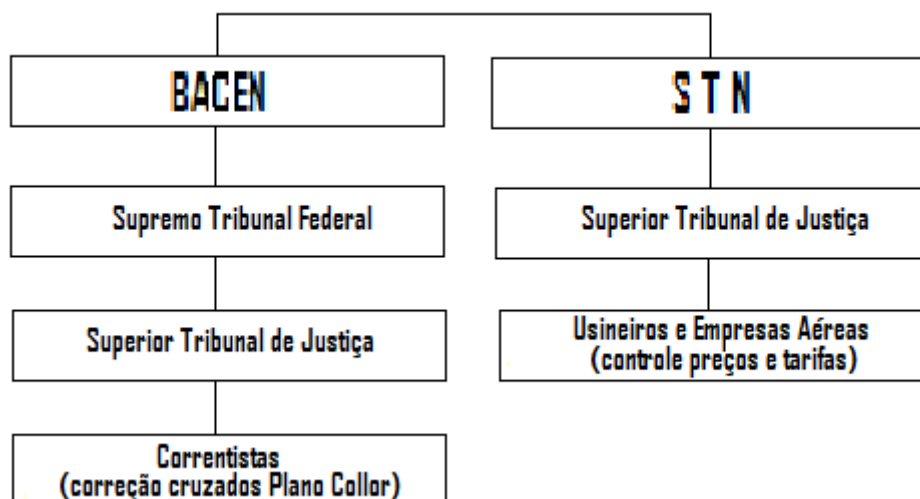 BACEN
S T N
Supremo Tribunal Federal
Superior Tribunal de Justiça
Superior Tribunal de Justiça
Usineiros e Empresas Aéreas
(controle preços e tarifas)
Correntistas
(correção cruzados Plano Collor)